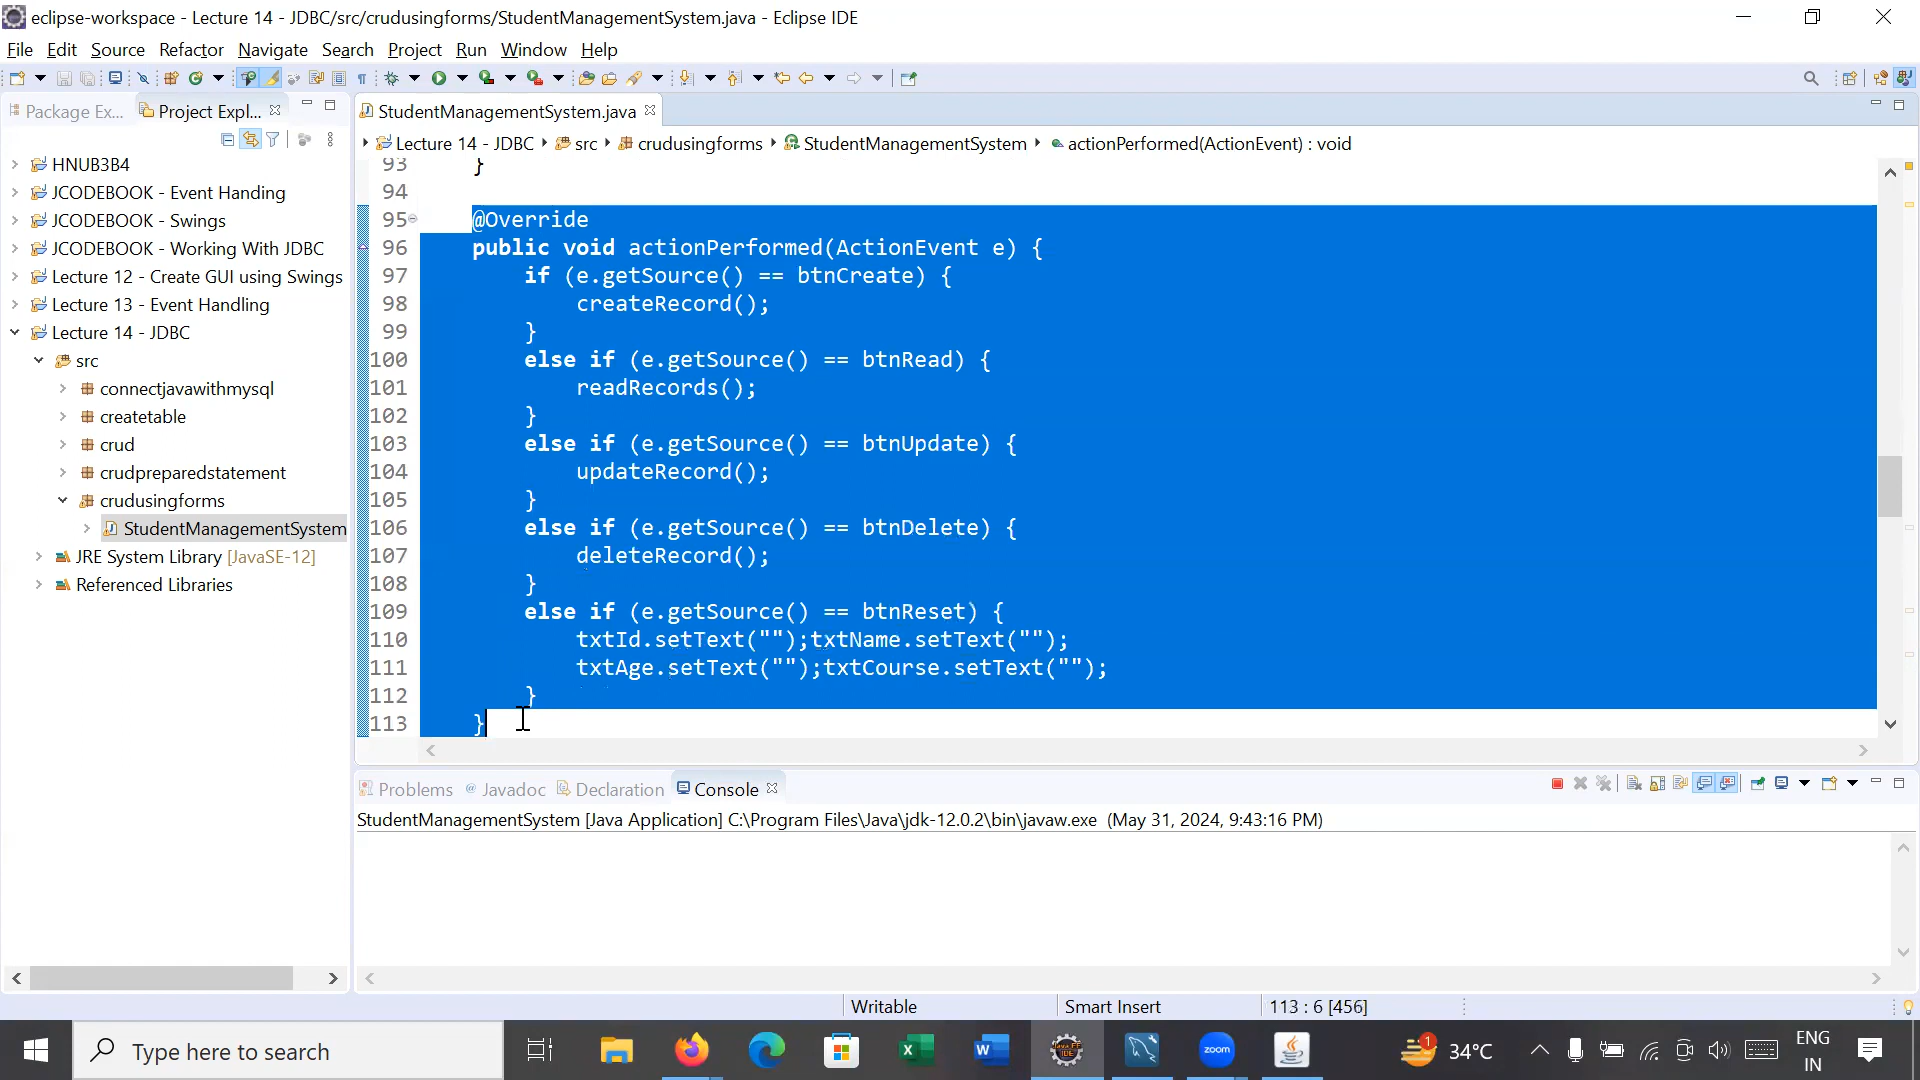 eclipse-workspace - Lecture 14 - JDBC/src/crudusingforms/StudentManagementSystem.java - Eclipse IDE
File Edit Source Refactor Navigate Search Project Run Window Help
Package Ex... Project Expl...
StudentManagementSystem.java
Lecture 14 - JDBC src crudusingforms StudentManagementSystem actionPerformed(ActionEvent) : void
HNUB3B4
JCODEBOOK - Event Handing
JCODEBOOK - Swings
JCODEBOOK - Working With JDBC
Lecture 12 - Create GUI using Swings
Lecture 13 - Event Handling
Lecture 14 - JDBC
src
connectjavawithmysql
createtable
crud
crudpreparedstatement
crudusingforms
StudentManagementSystem
JRE System Library [JavaSE-12]
Referenced Libraries
93 }
94
95 @Override
96 public void actionPerformed(ActionEvent e) {
97 if (e.getSource() == btnCreate) {
98 createRecord();
99 }
100 else if (e.getSource() == btnRead) {
101 readRecords();
102 }
103 else if (e.getSource() == btnUpdate) {
104 updateRecord();
105 }
106 else if (e.getSource() == btnDelete) {
107 deleteRecord();
108 }
109 else if (e.getSource() == btnReset) {
110 txtId.setText("");txtName.setText("");
111 txtAge.setText("");txtCourse.setText("");
112 }
113 }
Problems @ Javadoc Declaration Console
StudentManagementSystem [Java Application] C:\Program Files\Java\jdk-12.0.2\bin\javaw.exe (May 31, 2024, 9:43:16 PM)
Writable Smart Insert 113 : 6 [456]
Type here to search
zoom
1 34°C
ENG
IN